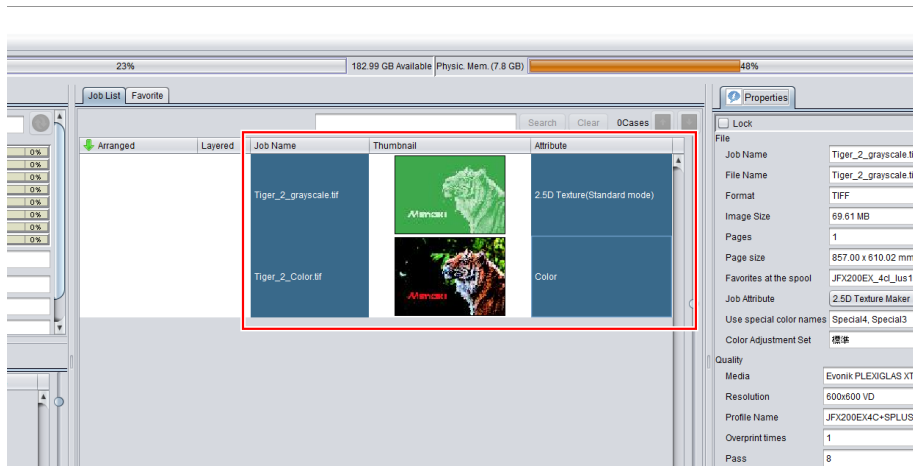 23%
182.99 GB Available Physic. Mem. (7.8 GB)
48%
Job List Favorite
Properties
Search Clear 0Cases
Lock
File
Arranged Layered Job Name Thumbnail Attribute
0%
0%
0%
0%
0%
0%
0%
0%
Job Name Tiger_2_grayscale.ti
File Name Tiger_2_grayscale.ti
Format TIFF
Image Size 69.61 MB
Pages 1
Page size 857.00 x 610.02 mm
Favorites at the spool JFX200EX_4cl_lus1
Job Attribute 2.5D Texture Maker
Use special color names Special4, Special3
Color Adjustment Set 標準
Tiger_2_grayscale.tif 2.5D Texture(Standard mode)
Mimaki
Tiger_2_Color.tif Color
Mimaki
Quality
Media Evonik PLEXIGLAS XT
Resolution 600x600 VD
Profile Name JFX200EX4C+SPLUS
Overprint times 1
Pass 8